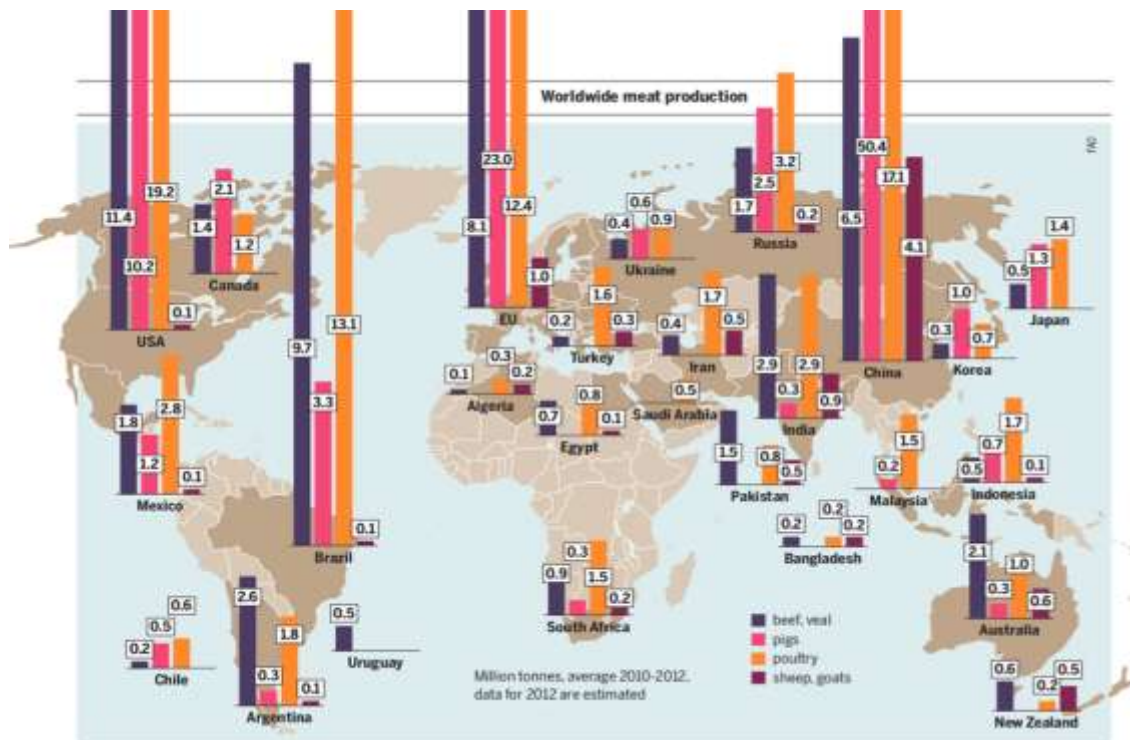 Worldwide meat production
FAO
11.4
10.2
19.2
0.1
USA
1.4
2.1
1.2
Canada
9.7
3.3
13.1
0.1
Brazil
8.1
23.0
12.4
1.0
EU
0.4
0.6
0.9
Ukraine
1.7
2.5
3.2
0.2
Russia
6.5
50.4
17.1
4.1
China
0.5
1.3
1.4
Japan
0.3
1.0
0.7
Korea
0.2
1.6
0.3
Turkey
0.4
1.7
0.5
Iran
2.9
0.3
2.9
0.9
India
0.1
0.3
0.2
Algeria
0.7
0.8
0.1
Egypt
0.5
Saudi Arabia
1.8
1.2
2.8
0.1
Mexico
1.5
0.8
0.5
Pakistan
0.2
1.5
Malaysia
0.5
0.7
1.7
0.1
Indonesia
0.2
0.2
0.2
Bangladesh
0.9
0.3
1.5
0.2
South Africa
2.1
0.3
1.0
0.6
Australia
0.2
0.5
0.6
Chile
2.6
0.3
1.8
0.1
Argentina
0.5
Uruguay
0.6
0.2
0.5
New Zealand
beef, veal
pigs
poultry
sheep, goats
Million tonnes, average 2010-2012,
data for 2012 are estimated